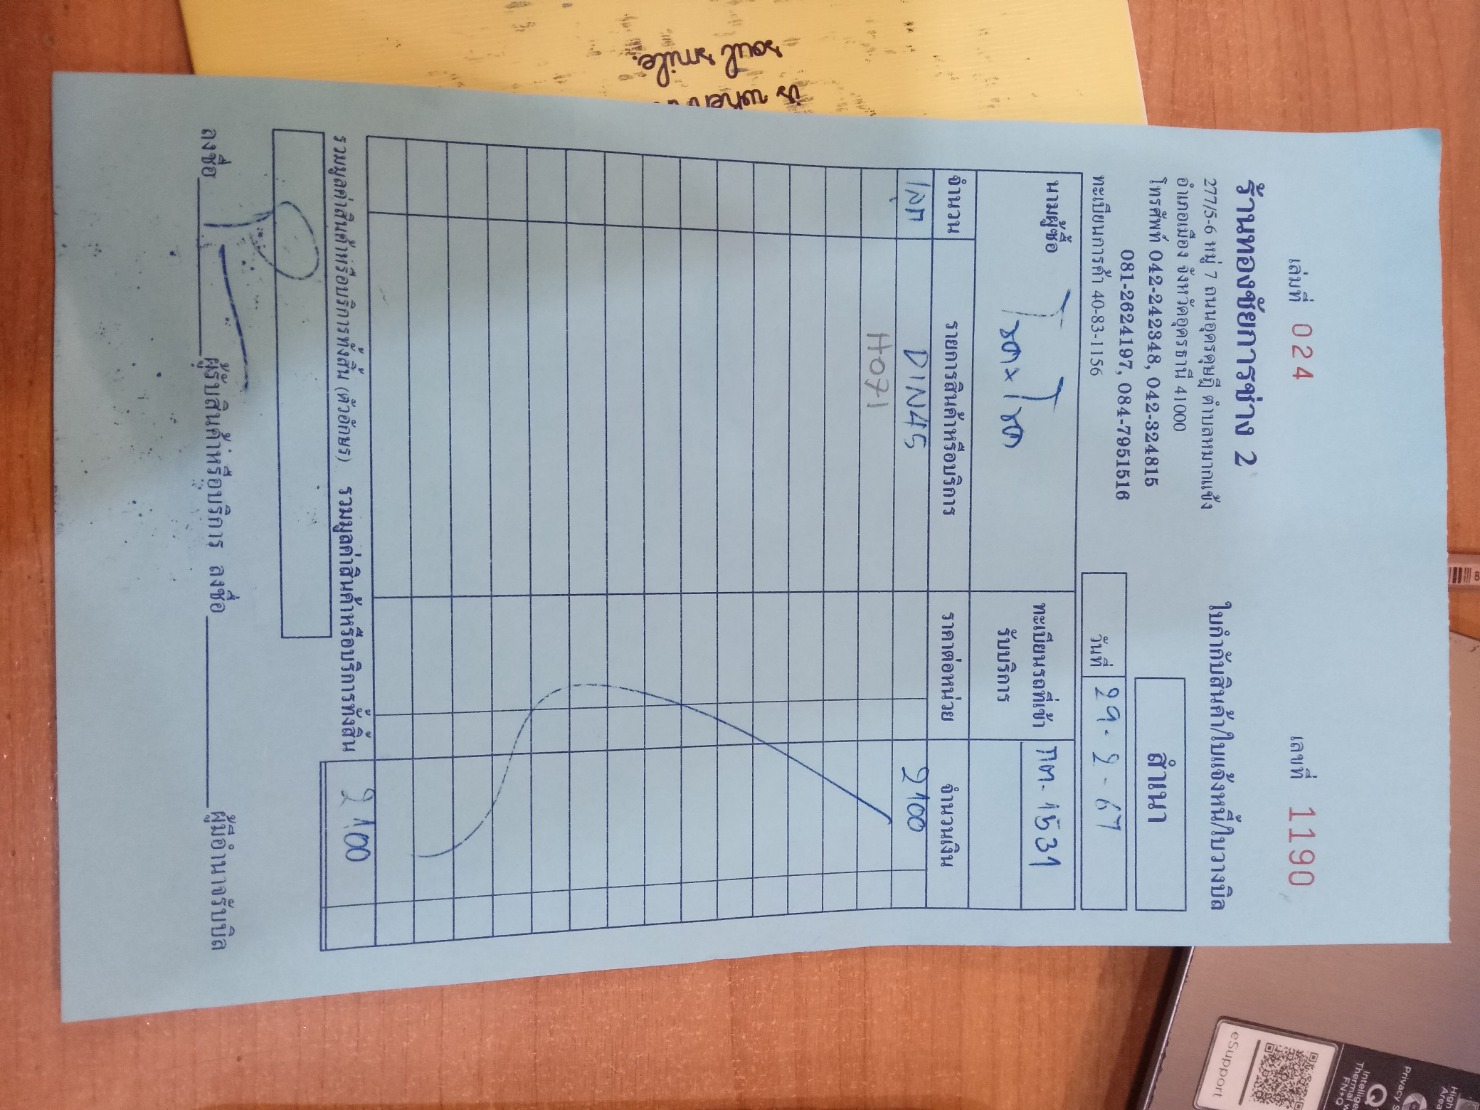 เล่มที่ 024
เลขที่ 1190
ร้านทองชัยการช่าง 2
ใบกำกับสินค้า/ใบแจ้งหนี้/ใบวางบิล
277/5-6 หมู่ 7 ถนนอุดรดุษฎี ตำบลหมากแข้ง
อำเภอเมือง จังหวัดอุดรธานี 41000
โทรศัพท์ 042-242348, 042-324815
081-2624197, 084-7951516
ทะเบียนการค้า 40-83-1156
สำเนา
วันที่ 29-2-67
นามผู้ซื้อ
ทะเบียนรถที่เข้ารับบริการ
กต-1531
จำนวน รายการสินค้าหรือบริการ ราคาต่อหน่วย จำนวนเงิน
1ลูก DIN45 2100
H071
รวมมูลค่าสินค้าหรือบริการทั้งสิ้น (ตัวอักษร) รวมมูลค่าสินค้าหรือบริการทั้งสิ้น 2100
ลงชื่อ ผู้รับสินค้าหรือบริการ ลงชื่อ ผู้มีอำนาจรับบิล
soul smile.
is when
eSupport